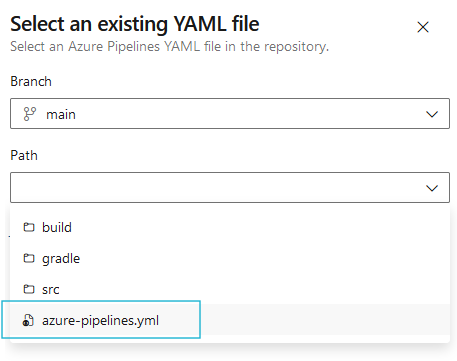 Select an existing YAML file
Select an Azure Pipelines YAML file in the repository.
Branch
main
Path
build
gradle
src
azure-pipelines.yml